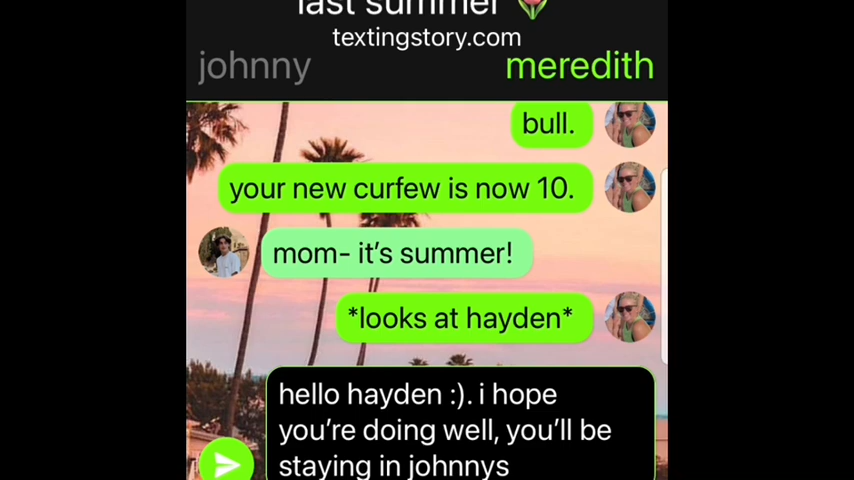 last summer 🌷
textingstory.com
johnny
meredith
bull.
your new curfew is now 10.
mom- it’s summer!
*looks at hayden*
hello hayden :). i hope
you’re doing well, you’ll be
staying in johnnys